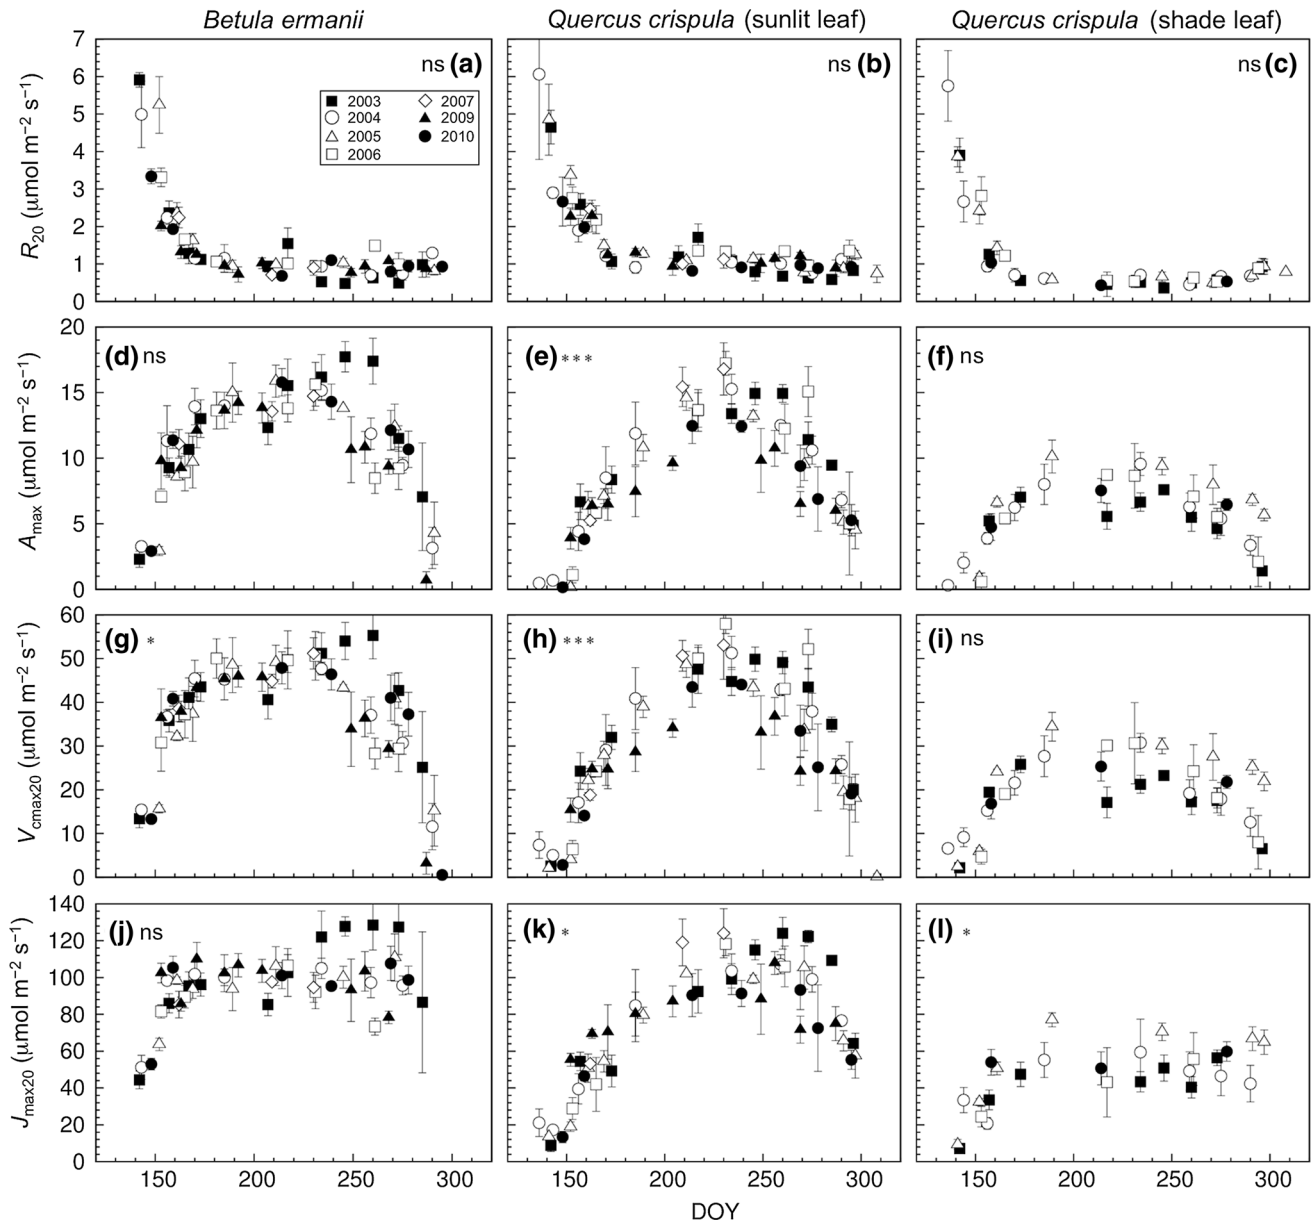 Betula ermanii Quercus crispula (sunlit leaf) Quercus crispula (shade leaf)
R20 (μmol m−2 s−1)
7
6
5
4
3
2
1
0
ns (a)
2003 2007
2004 2009
2005 2010
2006
ns (b)
ns (c)
Amax (μmol m−2 s−1)
20
15
10
5
0
(d) ns
(e) ***
(f) ns
Vcmax20 (μmol m−2 s−1)
60
50
40
30
20
10
0
(g) *
(h) ***
(i) ns
Jmax20 (μmol m−2 s−1)
140
120
100
80
60
40
20
0
(j) ns
(k) *
(l) *
150 200 250 300 150 200 250 300 150 200 250 300
DOY